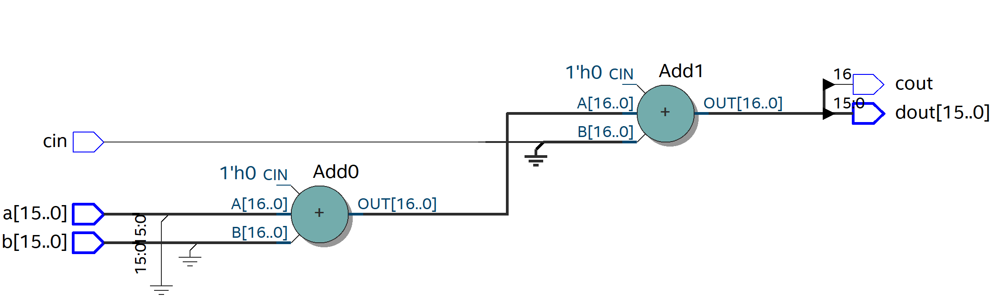 Add1
1'h0 CIN
16
cout
A[16..0]
OUT[16..0]
15:0
dout[15..0]
B[16..0]
+
cin
Add0
1'h0 CIN
A[16..0]
OUT[16..0]
a[15..0]
15:0
+
B[16..0]
b[15..0]
15:0